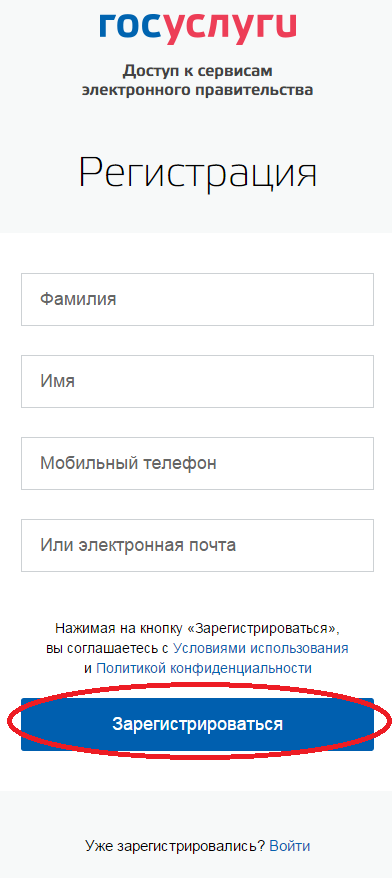 госуслуги
Доступ к сервисам
электронного правительства
Регистрация
Фамилия
Имя
Мобильный телефон
Или электронная почта
Нажимая на кнопку «Зарегистрироваться»,
вы соглашаетесь с Условиями использования
и Политикой конфиденциальности
Зарегистрироваться
Уже зарегистрировались? Войти